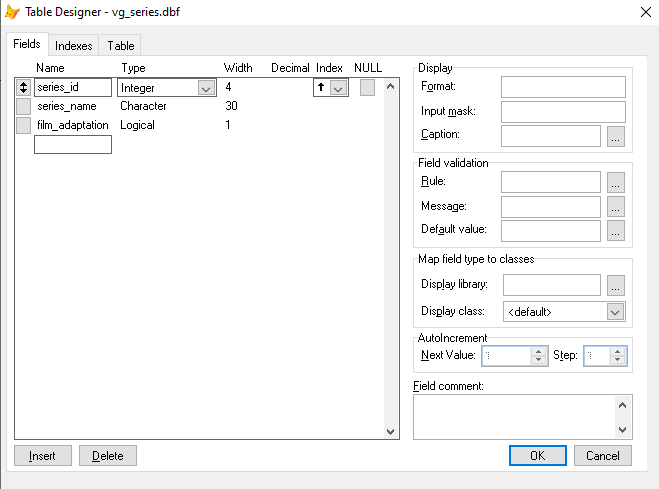 Table Designer - vg_series.dbf
Fields Indexes Table
Name Type Width Decimal Index NULL
series_id Integer 4
series_name Character 30
film_adaptation Logical 1
Display
Format:
Input mask:
Caption: ...
Field validation
Rule: ...
Message: ...
Default value: ...
Map field type to classes
Display library: ...
Display class: <default>
AutoIncrement
Next Value: 1 Step: 1
Field comment:
Insert Delete OK Cancel